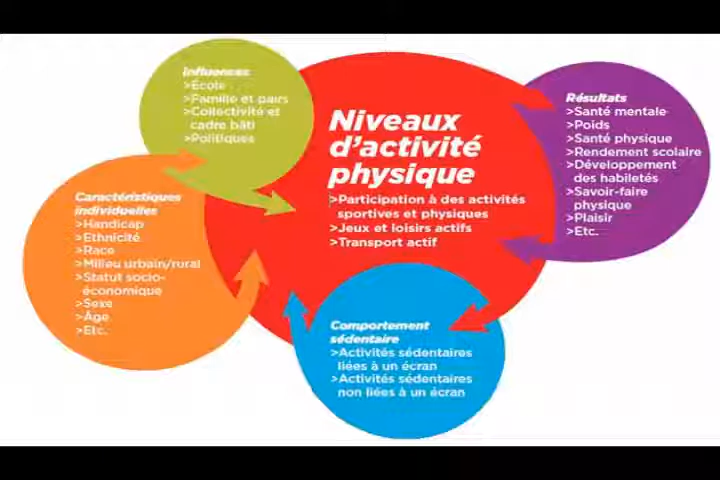 Influences
>École
>Famille et pairs
>Collectivité et
cadre bâti
>Politiques
Niveaux
d’activité
physique
>Participation à des activités
sportives et physiques
>Jeux et loisirs actifs
>Transport actif
Résultats
>Santé mentale
>Poids
>Santé physique
>Rendement scolaire
>Développement
des habiletés
>Savoir-faire
physique
>Plaisir
>Etc.
Caractéristiques
individuelles
>Handicap
>Ethnicité
>Race
>Milieu urbain/rural
>Statut socio-
économique
>Sexe
>Âge
>Etc.
Comportement
sédentaire
>Activités sédentaires
liées à un écran
>Activités sédentaires
non liées à un écran